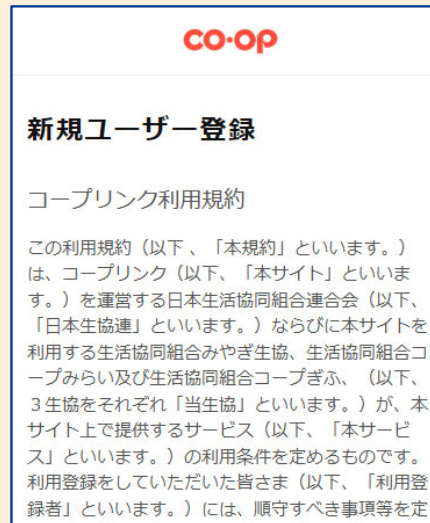 co・op
新規ユーザー登録
コープリンク利用規約
この利用規約（以下 、「本規約」といいます。）
は、コープリンク（以下、「本サイト」といいま
す。）を運営する日本生活協同組合連合会（以下、
「日本生協連」といいます。）ならびに本サイトを
利用する生活協同組合みやぎ生協、生活協同組合コ
ープみらい及び生活協同組合コープぎふ、（以下、
３生協をそれぞれ「当生協」といいます。）が、本
サイト上で提供するサービス（以下、「本サービ
ス」といいます。）の利用条件を定めるものです。
利用登録をしていただいた皆さま（以下、「利用登
録者」といいます。）には、順守すべき事項等を定